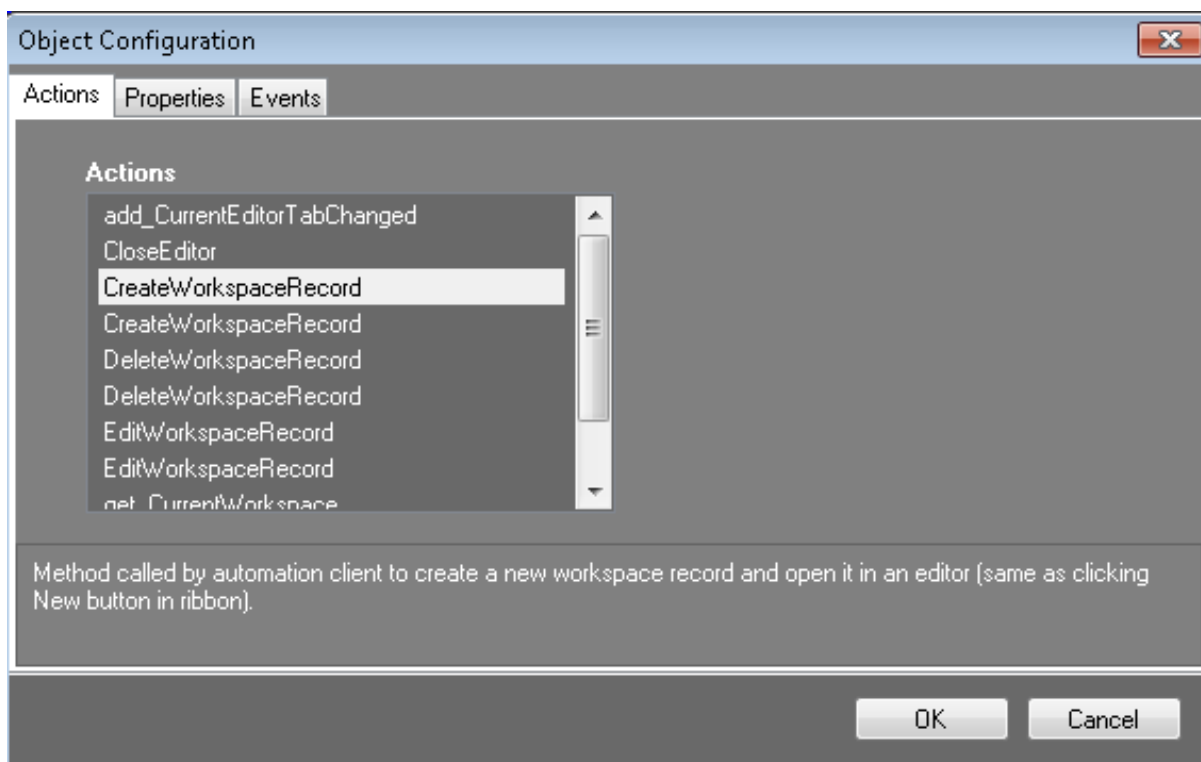 Object Configuration
Actions Properties Events
Actions
add_CurrentEditorTabChanged
CloseEditor
CreateWorkspaceRecord
CreateWorkspaceRecord
DeleteWorkspaceRecord
DeleteWorkspaceRecord
EditWorkspaceRecord
EditWorkspaceRecord
get_CurrentWorkspace
Method called by automation client to create a new workspace record and open it in an editor (same as clicking
New button in ribbon).
OK Cancel